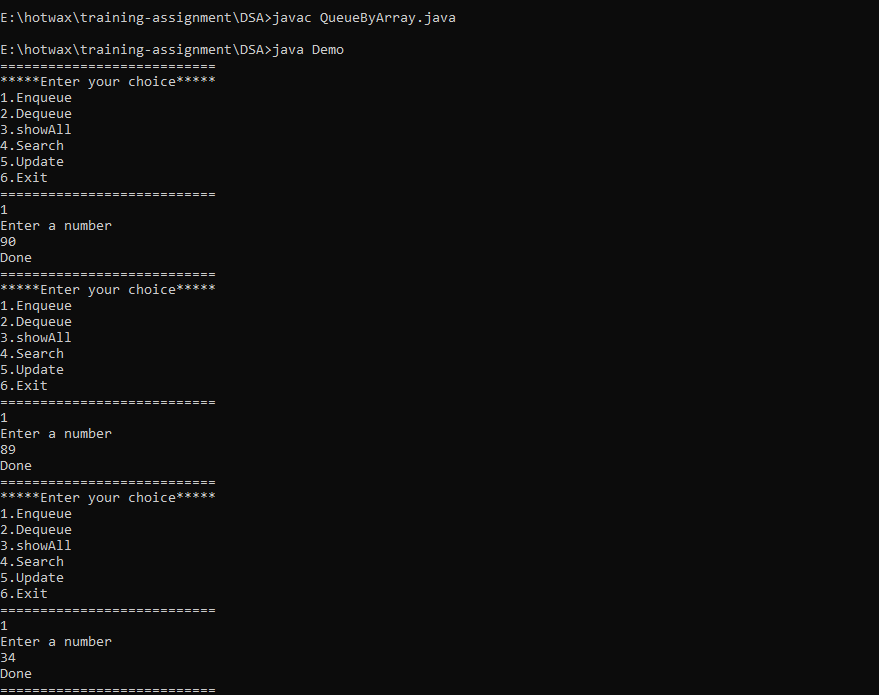 E:\hotwax\training-assignment\DSA>javac QueueByArray.java
E:\hotwax\training-assignment\DSA>java Demo
===========================
*****Enter your choice*****
1.Enqueue
2.Dequeue
3.showAll
4.Search
5.Update
6.Exit
===========================
1
Enter a number
90
Done
===========================
*****Enter your choice*****
1.Enqueue
2.Dequeue
3.showAll
4.Search
5.Update
6.Exit
===========================
1
Enter a number
89
Done
===========================
*****Enter your choice*****
1.Enqueue
2.Dequeue
3.showAll
4.Search
5.Update
6.Exit
===========================
1
Enter a number
34
Done
===========================